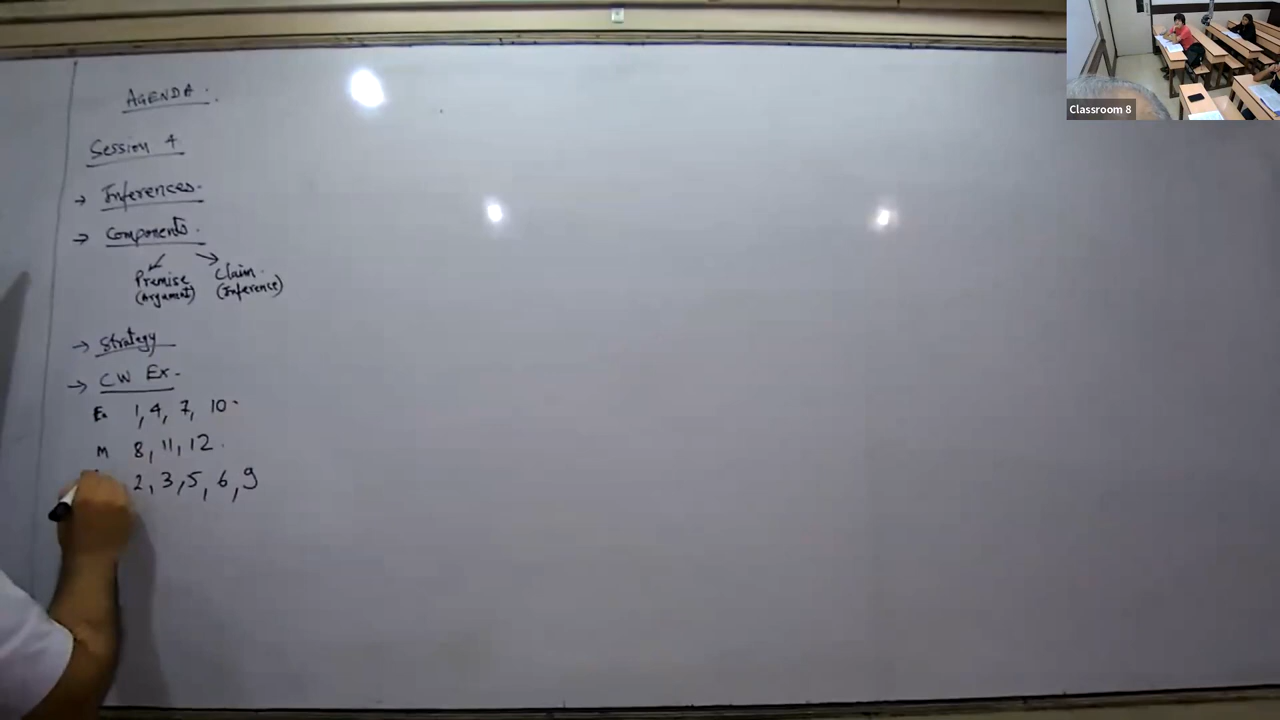 AGENDA.
Session 4
→ Inferences.
→ Components.
Premise (Argument)
Claim. (Inference)
→ Strategy
→ CW Ex.
E. 1, 4, 7, 10.
M 8, 11, 12.
2, 3, 5, 6, 9
Classroom 8